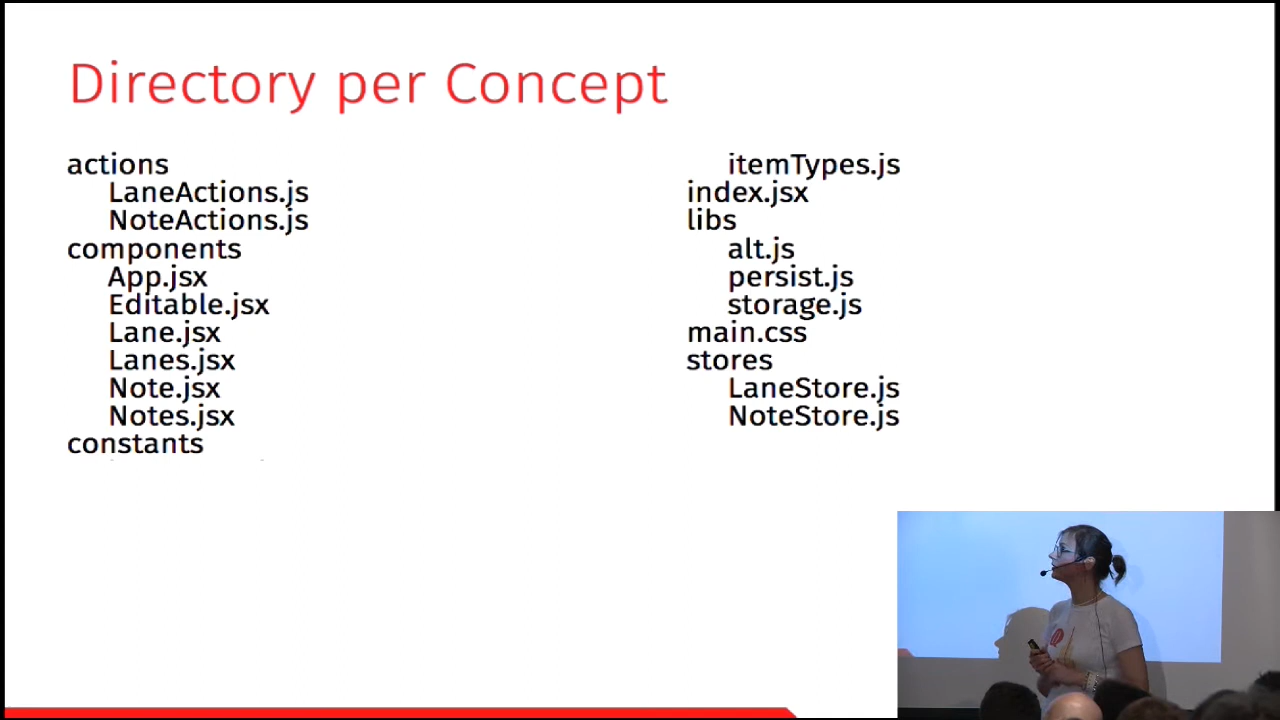 Directory per Concept
actions
LaneActions.js
NoteActions.js
components
App.jsx
Editable.jsx
Lane.jsx
Lanes.jsx
Note.jsx
Notes.jsx
constants
itemTypes.js
index.jsx
libs
alt.js
persist.js
storage.js
main.css
stores
LaneStore.js
NoteStore.js